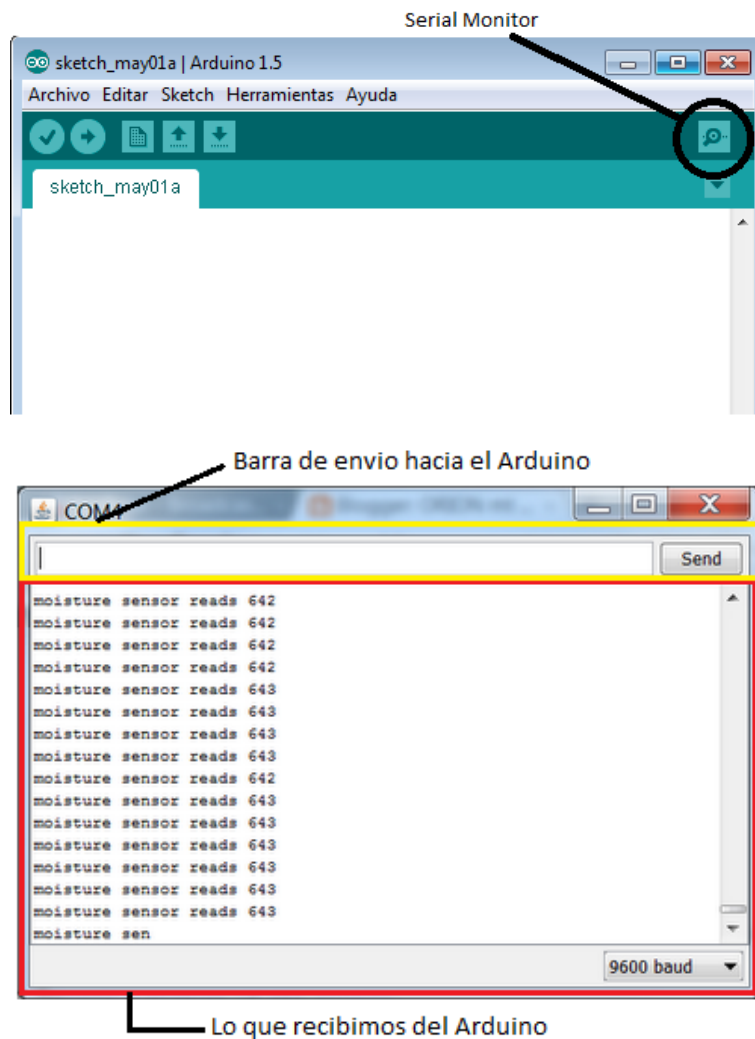 Serial Monitor
sketch_may01a | Arduino 1.5
Archivo Editar Sketch Herramientas Ayuda
sketch_may01a
Barra de envio hacia el Arduino
COM4
Send
moisture sensor reads 642
moisture sensor reads 642
moisture sensor reads 642
moisture sensor reads 642
moisture sensor reads 643
moisture sensor reads 643
moisture sensor reads 643
moisture sensor reads 643
moisture sensor reads 642
moisture sensor reads 643
moisture sensor reads 643
moisture sensor reads 643
moisture sensor reads 643
moisture sensor reads 643
moisture sensor reads 643
moisture sen
9600 baud
Lo que recibimos del Arduino